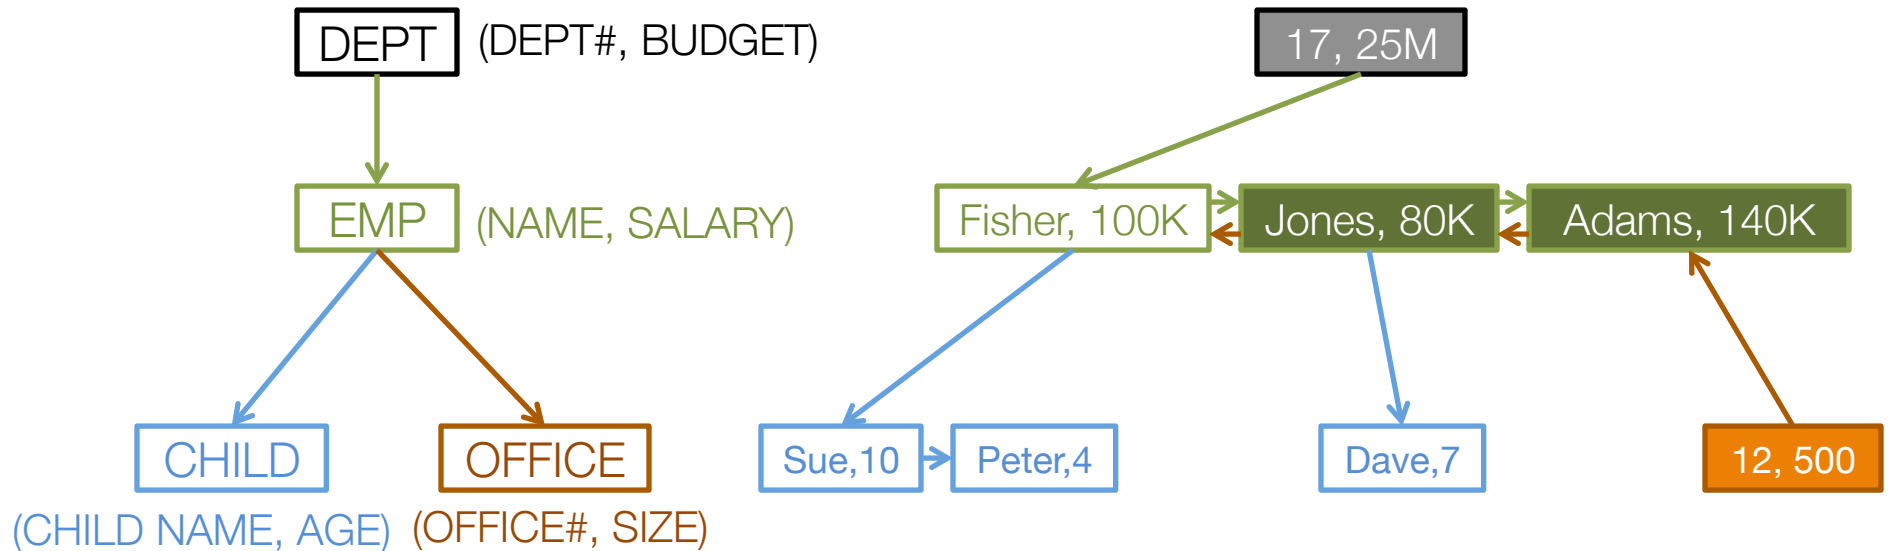 DEPT (DEPT#, BUDGET)
17, 25M
EMP (NAME, SALARY)
Fisher, 100K
Jones, 80K
Adams, 140K
CHILD
OFFICE
Sue,10
Peter,4
Dave,7
12, 500
(CHILD NAME, AGE)
(OFFICE#, SIZE)